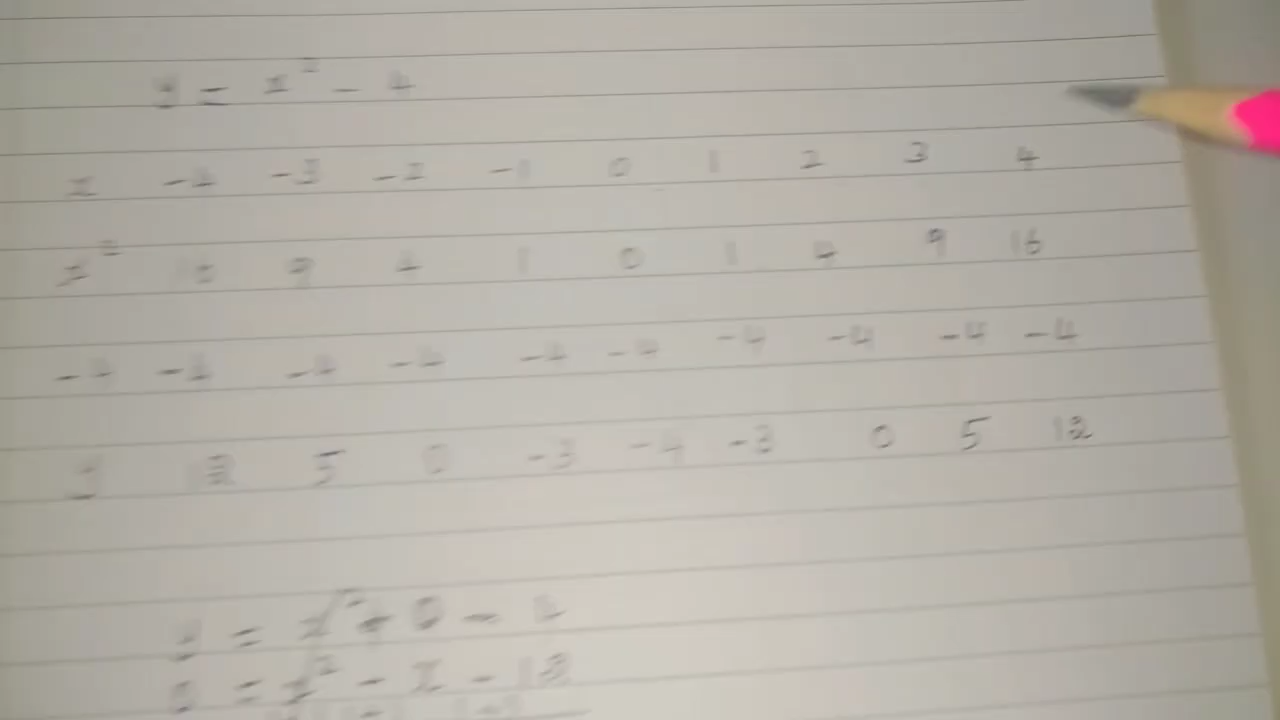 y = x² - 4
x -4 -3 -2 -1 0 1 2 3 4
x² 16 9 4 1 0 1 4 9 16
-4 -4 -4 -4 -4 -4 -4 -4 -4 -4
y 12 5 0 -3 -4 -3 0 5 12
y = x² + 0 - 4
0 = x² - x - 12